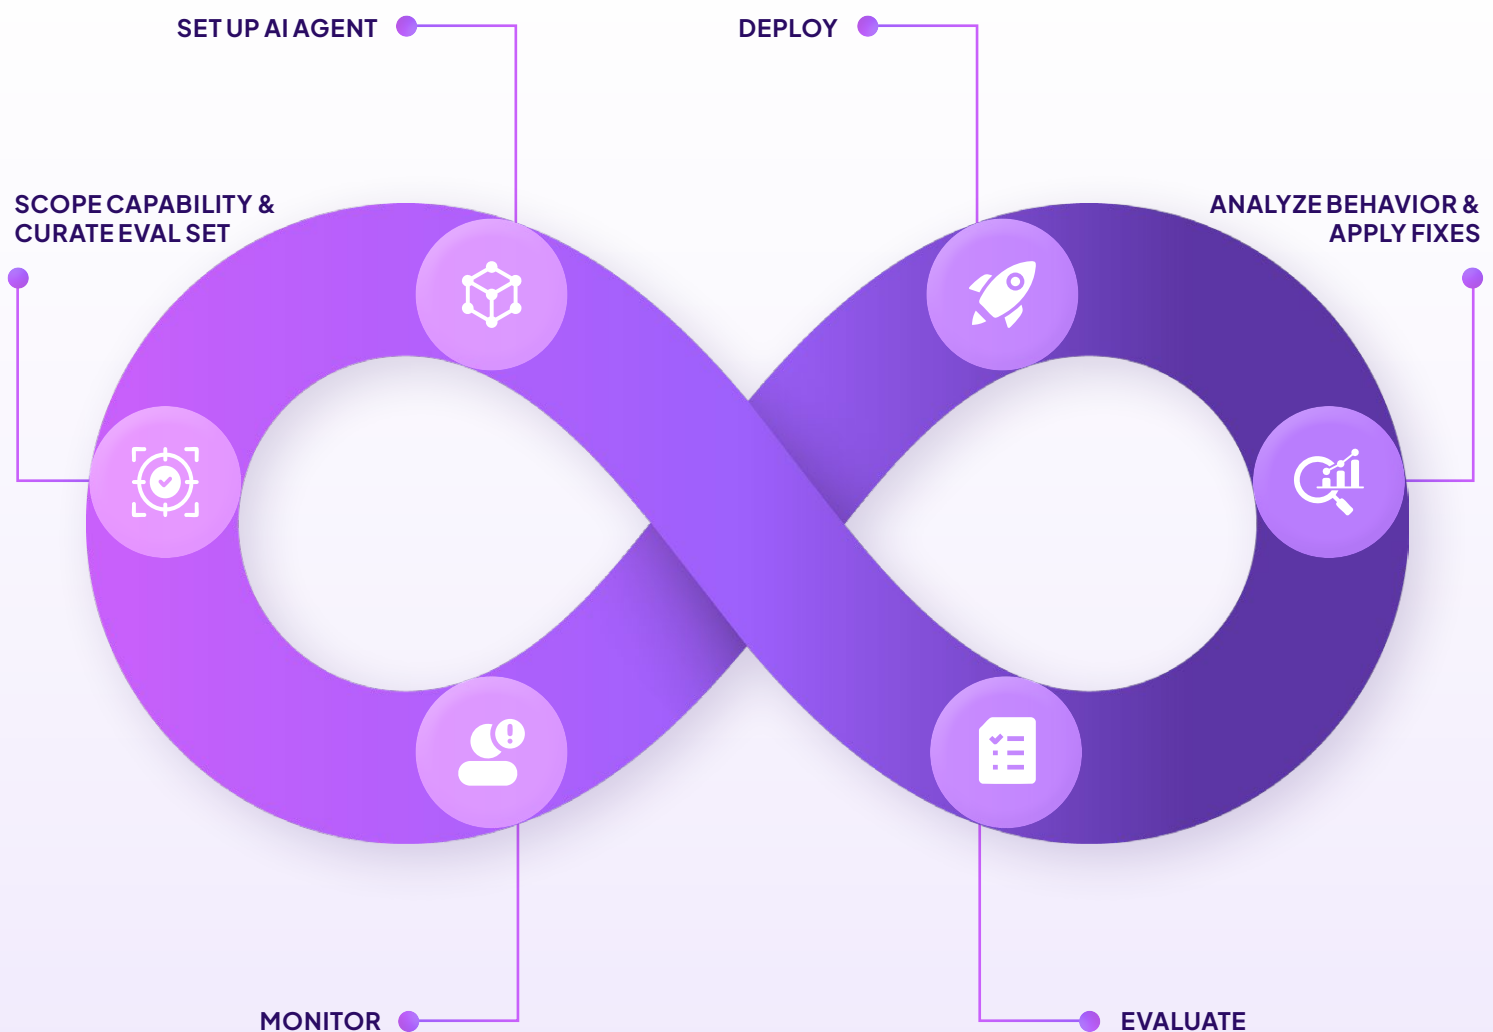 SET UP AI AGENT
DEPLOY
SCOPE CAPABILITY &
CURATE EVAL SET
ANALYZE BEHAVIOR &
APPLY FIXES
MONITOR
EVALUATE